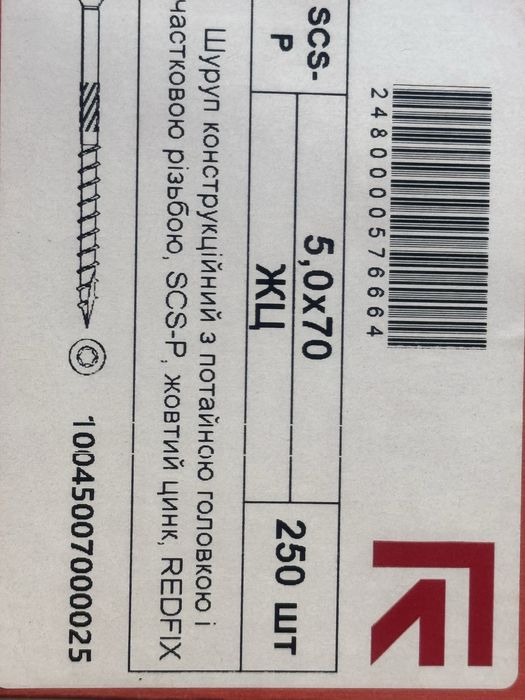 2480000576664
SCS-
P
5,0x70
ЖЦ
250 шт
Шуруп конструкційний з потайною головкою і
частковою різьбою, SCS-P, жовтий цинк, REDFIX
10045007000025